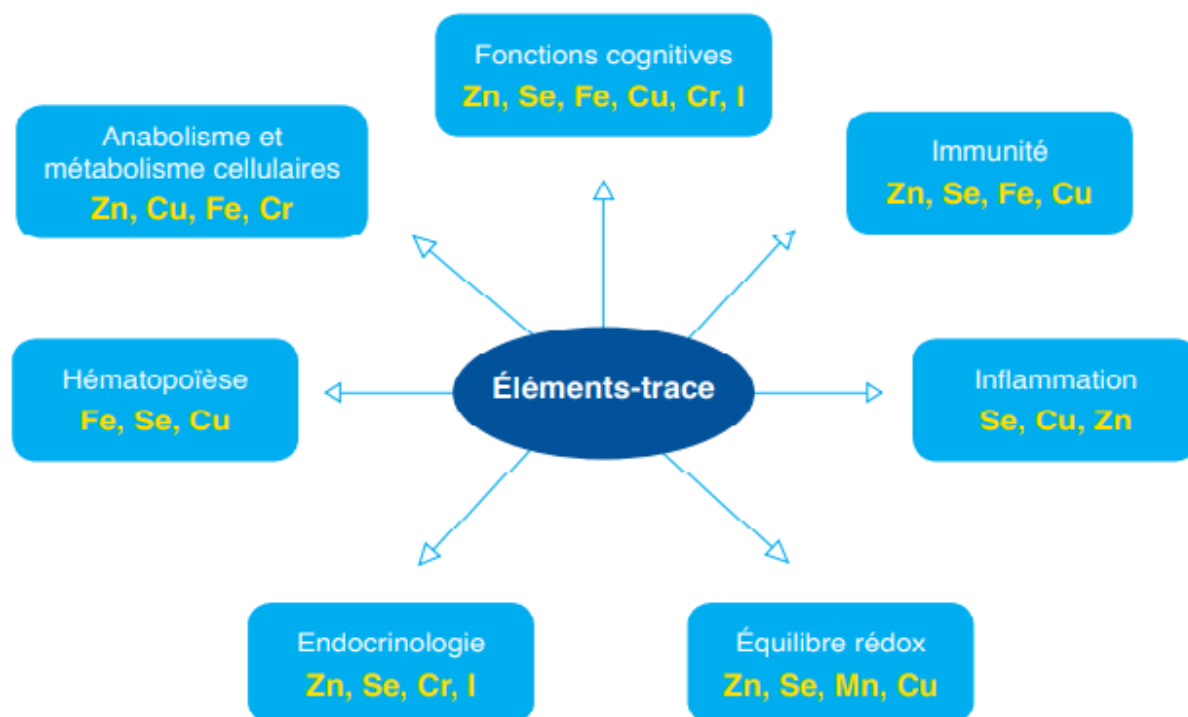 Fonctions cognitives
Zn, Se, Fe, Cu, Cr, I
Anabolisme et
métabolisme cellulaires
Zn, Cu, Fe, Cr
Immunité
Zn, Se, Fe, Cu
Hématopoïèse
Fe, Se, Cu
Éléments-trace
Inflammation
Se, Cu, Zn
Endocrinologie
Zn, Se, Cr, I
Équilibre rédox
Zn, Se, Mn, Cu